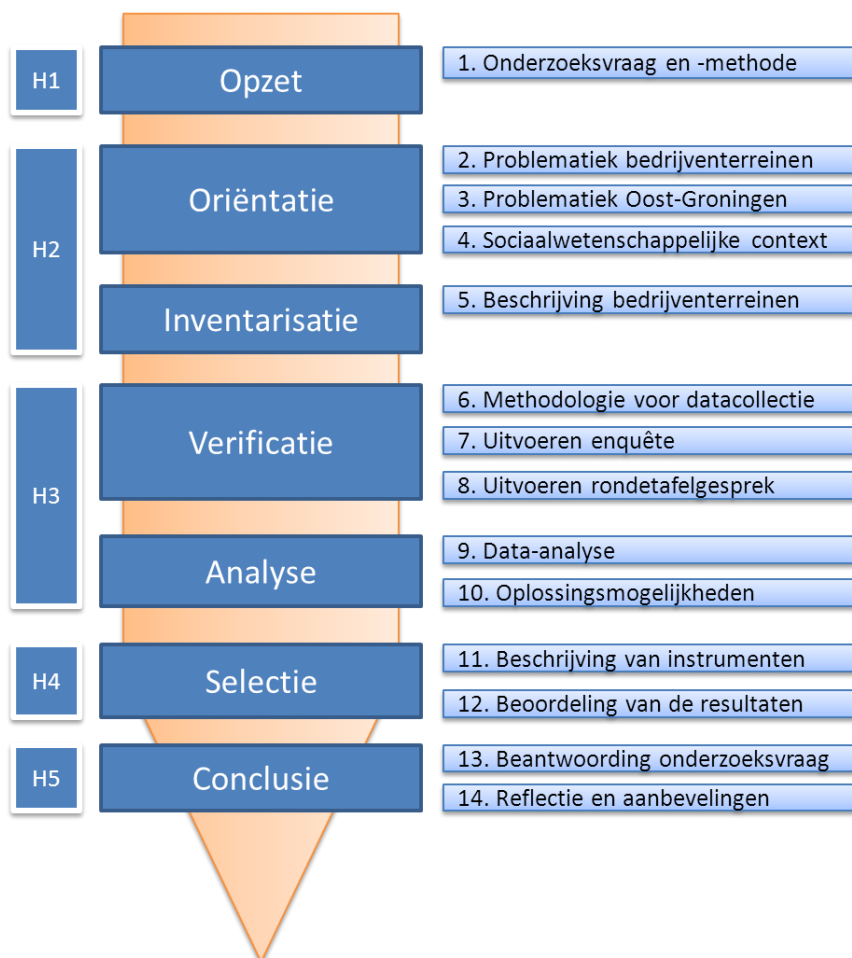 H1
Opzet
1. Onderzoeksvraag en -methode
H2
Oriëntatie
2. Problematiek bedrijventerreinen
3. Problematiek Oost-Groningen
4. Sociaalwetenschappelijke context
Inventarisatie
5. Beschrijving bedrijventerreinen
H3
Verificatie
6. Methodologie voor datacollectie
7. Uitvoeren enquête
8. Uitvoeren rondetafelgesprek
Analyse
9. Data-analyse
10. Oplossingsmogelijkheden
H4
Selectie
11. Beschrijving van instrumenten
12. Beoordeling van de resultaten
H5
Conclusie
13. Beantwoording onderzoeksvraag
14. Reflectie en aanbevelingen